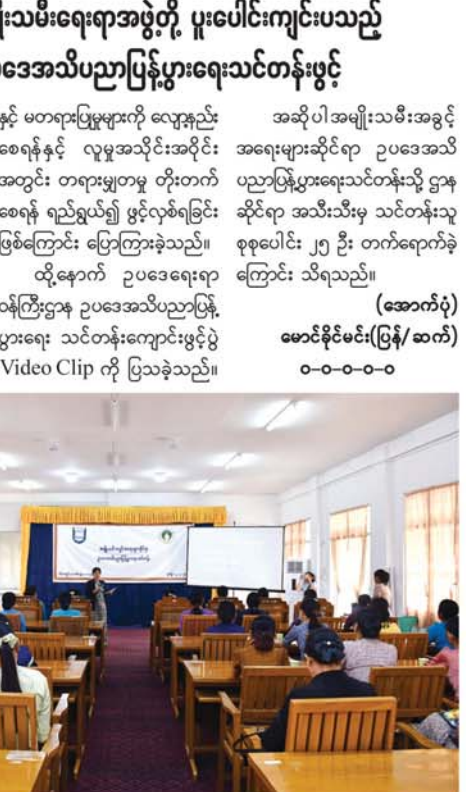 မျိုးသမီးရေးရာအဖွဲ့တို့ ပူးပေါင်းကျင်းပသည့်
ဥပဒေအသိပညာပြန့်ပွားရေးသင်တန်းဖွင့်
နှင့် မတရားပြုမှုများကို လျော့နည်း
စေရန်နှင့် လူမှုအသိုင်းအဝိုင်း
အတွင်း တရားမျှတမှု တိုးတက်
စေရန် ရည်ရွယ်၍ ဖွင့်လှစ်ရခြင်း
ဖြစ်ကြောင်း ပြောကြားခဲ့သည်။
ထို့နောက် ဥပဒေရေးရာ
ဝန်ကြီးဌာန ဥပဒေအသိပညာပြန့်
ပွားရေး သင်တန်းကျောင်းဖွင့်ပွဲ
Video Clip ကို ပြသခဲ့သည်။
အဆိုပါအမျိုးသမီးအခွင့်
အရေးများဆိုင်ရာ ဥပဒေအသိ
ပညာပြန့်ပွားရေးသင်တန်းသို့ ဌာန
ဆိုင်ရာ အသီးသီးမှ သင်တန်းသူ
စုစုပေါင်း ၂၅ ဦး တက်ရောက်ခဲ့
ကြောင်း သိရသည်။
(အောက်ပုံ)
မောင်ခိုင်မင်း(ပြန်/ဆက်)
ဝ-ဝ-ဝ-ဝ-ဝ